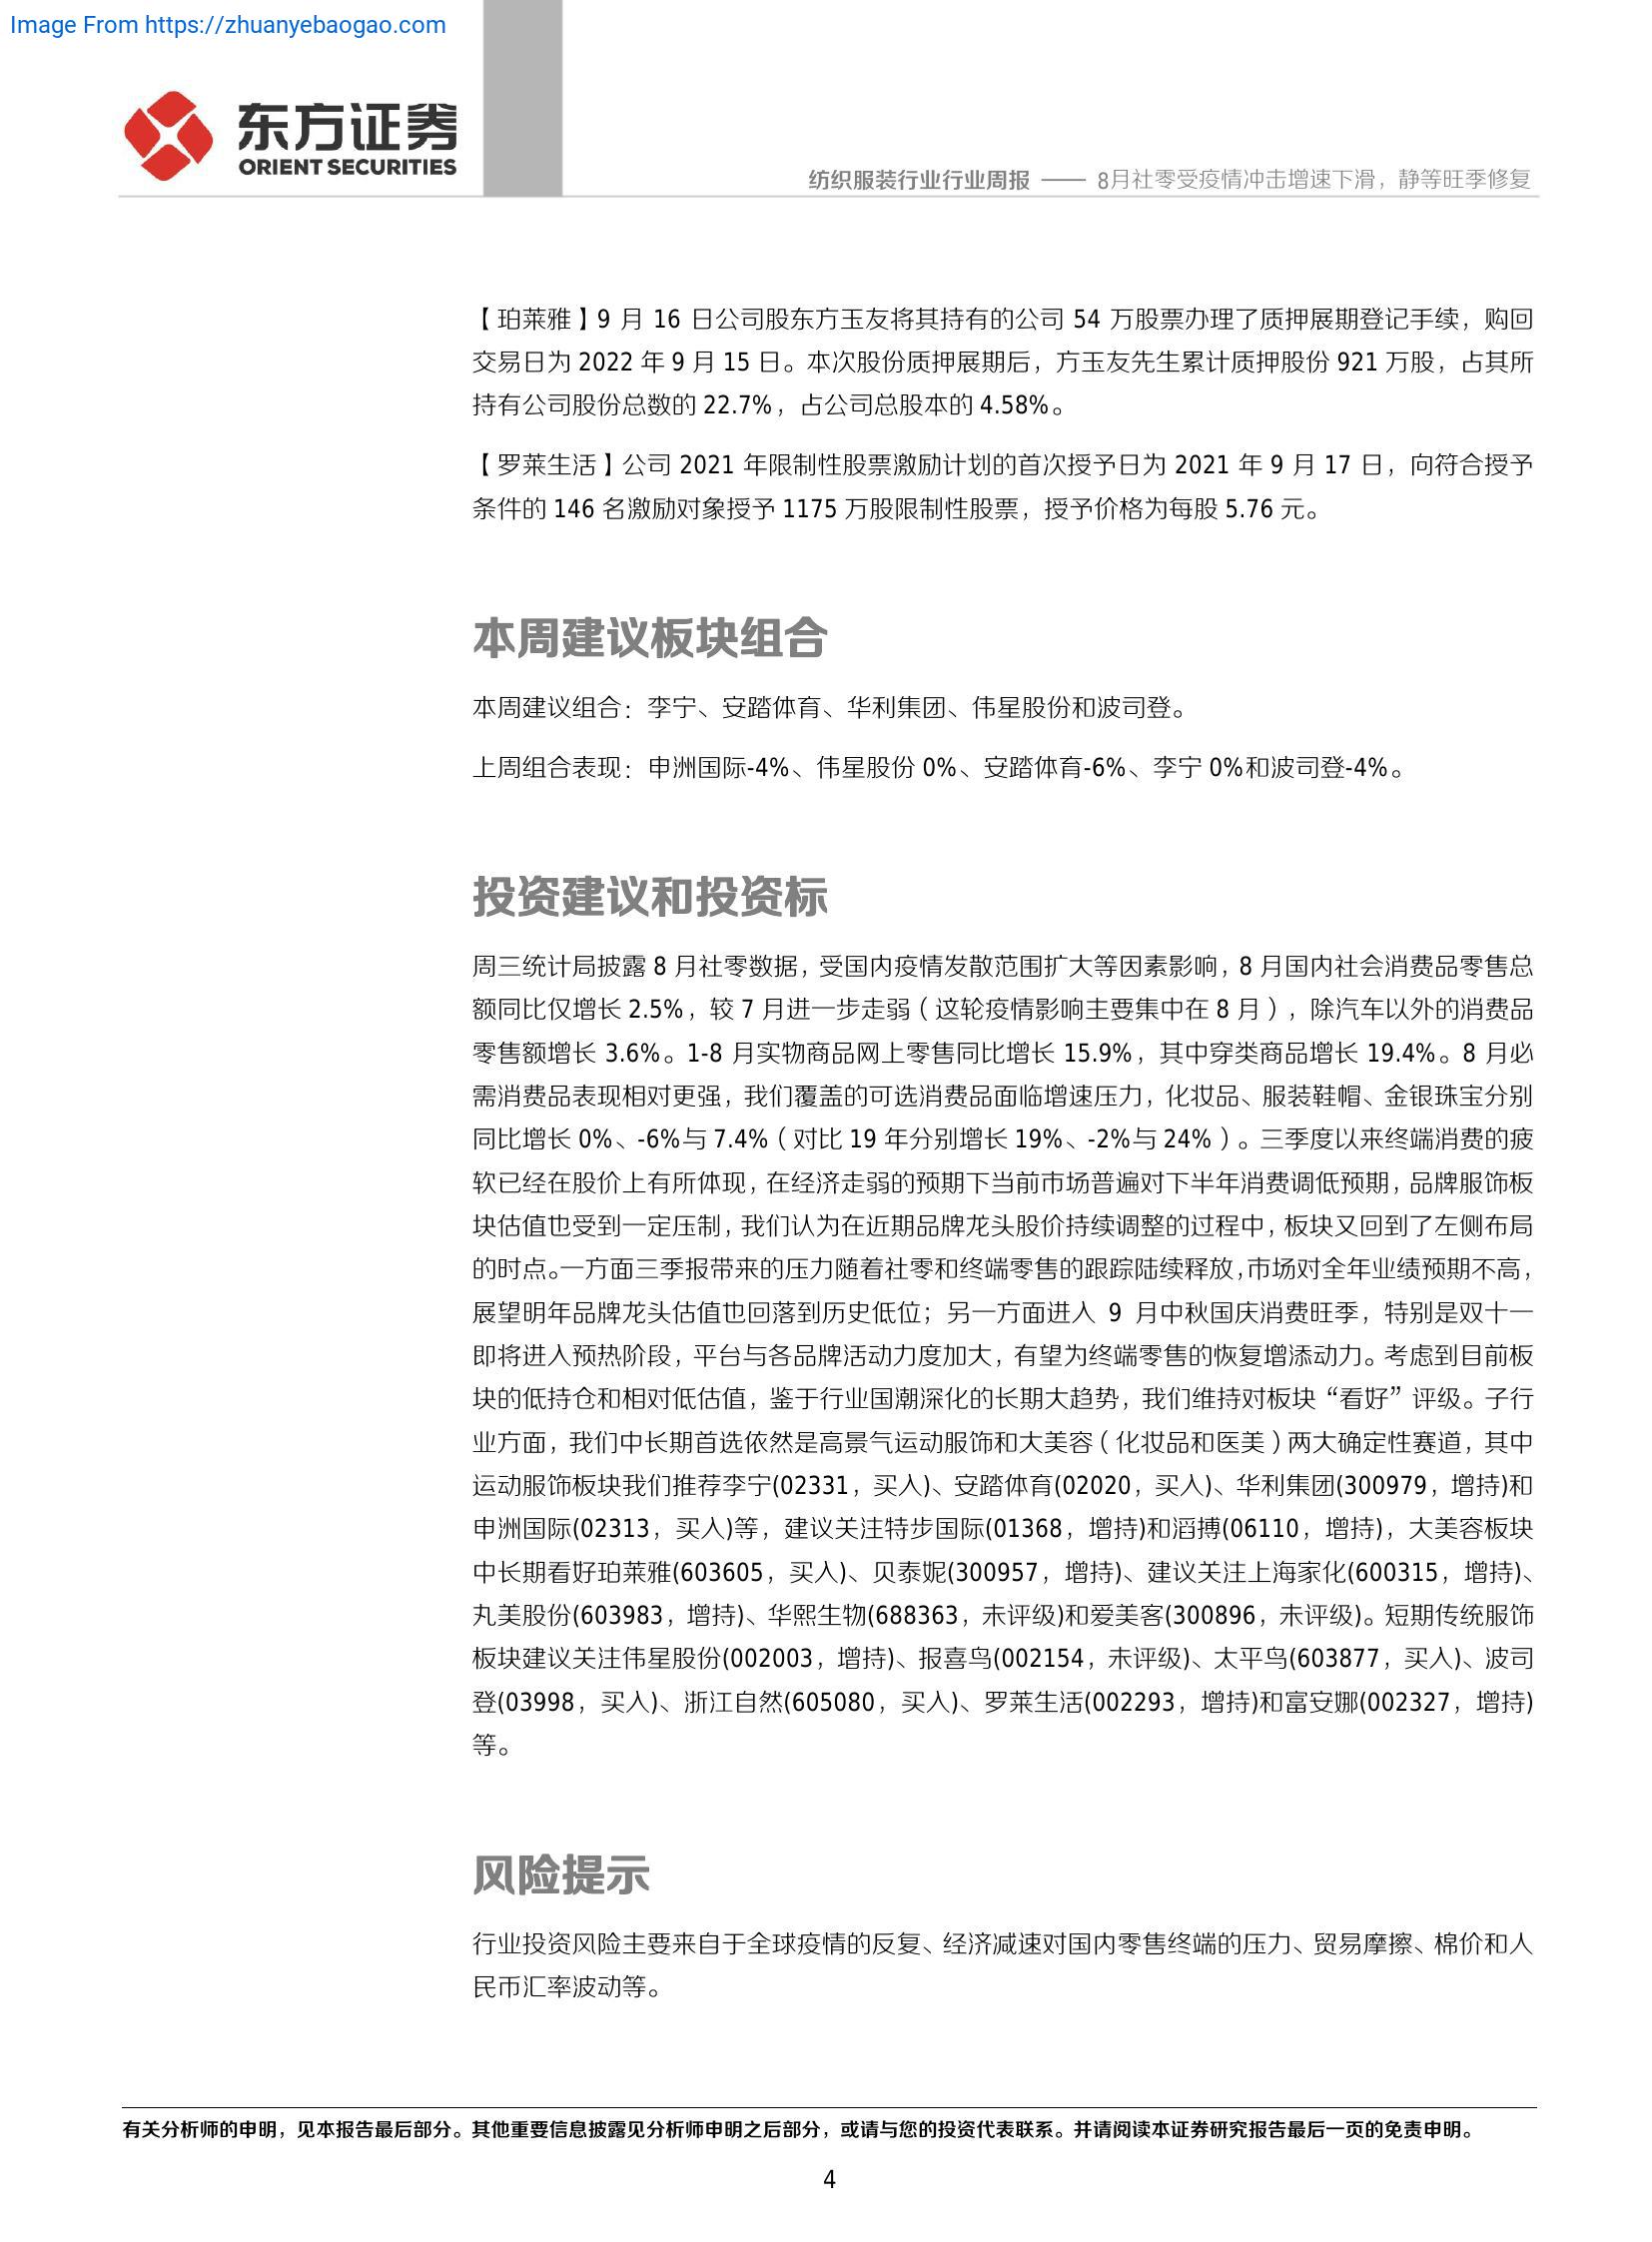 Image From https://zhuanyebaogao.com
东方证券
ORIENT SECURITIES
纺织服装行业行业周报 —— 8月社零受疫情冲击增速下滑，静等旺季修复
【珀莱雅】9 月 16 日公司股东方玉友将其持有的公司 54 万股票办理了质押展期登记手续，购回
交易日为 2022 年 9 月 15 日。本次股份质押展期后，方玉友先生累计质押股份 921 万股，占其所
持有公司股份总数的 22.7%，占公司总股本的 4.58%。
【罗莱生活】公司 2021 年限制性股票激励计划的首次授予日为 2021 年 9 月 17 日，向符合授予
条件的 146 名激励对象授予 1175 万股限制性股票，授予价格为每股 5.76 元。
本周建议板块组合
本周建议组合：李宁、安踏体育、华利集团、伟星股份和波司登。
上周组合表现：申洲国际-4%、伟星股份 0%、安踏体育-6%、李宁 0%和波司登-4%。
投资建议和投资标
周三统计局披露 8 月社零数据，受国内疫情发散范围扩大等因素影响，8 月国内社会消费品零售总
额同比仅增长 2.5%，较 7 月进一步走弱（这轮疫情影响主要集中在 8 月），除汽车以外的消费品
零售额增长 3.6%。1-8 月实物商品网上零售同比增长 15.9%，其中穿类商品增长 19.4%。8 月必
需消费品表现相对更强，我们覆盖的可选消费品面临增速压力，化妆品、服装鞋帽、金银珠宝分别
同比增长 0%、-6%与 7.4%（对比 19 年分别增长 19%、-2%与 24%）。三季度以来终端消费的疲
软已经在股价上有所体现，在经济走弱的预期下当前市场普遍对下半年消费调低预期，品牌服饰板
块估值也受到一定压制，我们认为在近期品牌龙头股价持续调整的过程中，板块又回到了左侧布局
的时点。一方面三季报带来的压力随着社零和终端零售的跟踪陆续释放，市场对全年业绩预期不高，
展望明年品牌龙头估值也回落到历史低位；另一方面进入 9 月中秋国庆消费旺季，特别是双十一
即将进入预热阶段，平台与各品牌活动力度加大，有望为终端零售的恢复增添动力。考虑到目前板
块的低持仓和相对低估值，鉴于行业国潮深化的长期大趋势，我们维持对板块“看好”评级。子行
业方面，我们中长期首选依然是高景气运动服饰和大美容（化妆品和医美）两大确定性赛道，其中
运动服饰板块我们推荐李宁(02331，买入)、安踏体育(02020，买入)、华利集团(300979，增持)和
申洲国际(02313，买入)等，建议关注特步国际(01368，增持)和滔搏(06110，增持)，大美容板块
中长期看好珀莱雅(603605，买入)、贝泰妮(300957，增持)、建议关注上海家化(600315，增持)、
丸美股份(603983，增持)、华熙生物(688363，未评级)和爱美客(300896，未评级)。短期传统服饰
板块建议关注伟星股份(002003，增持)、报喜鸟(002154，未评级)、太平鸟(603877，买入)、波司
登(03998，买入)、浙江自然(605080，买入)、罗莱生活(002293，增持)和富安娜(002327，增持)
等。
风险提示
行业投资风险主要来自于全球疫情的反复、经济减速对国内零售终端的压力、贸易摩擦、棉价和人
民币汇率波动等。
有关分析师的申明，见本报告最后部分。其他重要信息披露见分析师申明之后部分，或请与您的投资代表联系。并请阅读本证券研究报告最后一页的免责申明。
4